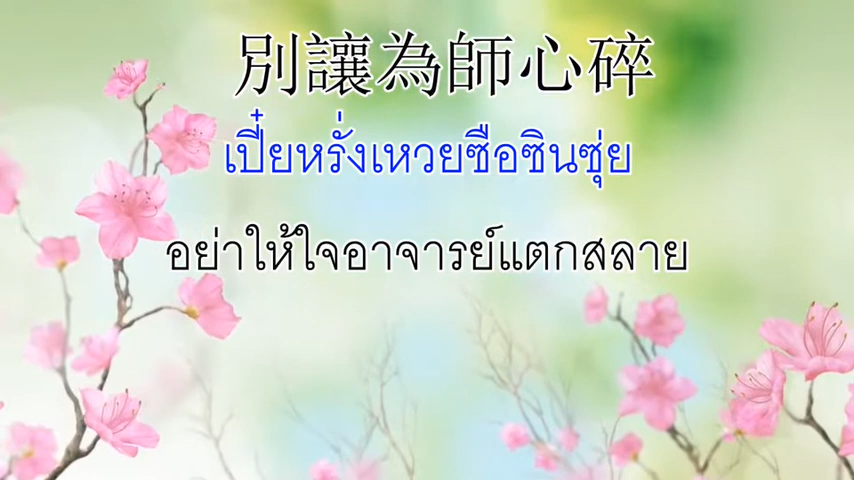 別讓為師心碎
เปี๋ยหรั่งเหวยซือซินซุ่ย
อย่าให้ใจอาจารย์แตกสลาย